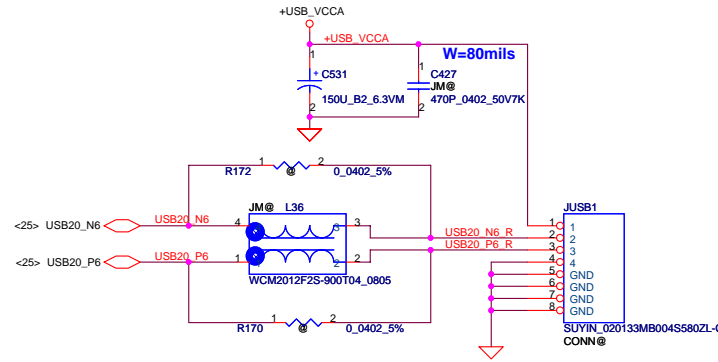 +USB_VCCA
+USB_VCCA
W=80mils
1
+ C531
150U_B2_6.3VM
2
1
C427
JM@
470P_0402_50V7K
2
R172
1
2
@
0_0402_5%
JM@ L36
<25> USB20_N6
USB20_N6
4
3
3
USB20_N6_R
<25> USB20_P6
USB20_P6
1
2
2
USB20_P6_R
WCM2012F2S-900T04_0805
R170
1
2
@
0_0402_5%
JUSB1
1 1
2 2
3 3
4 4
5 GND
6 GND
7 GND
8 GND
SUYIN_020133MB004S580ZL-
CONN@